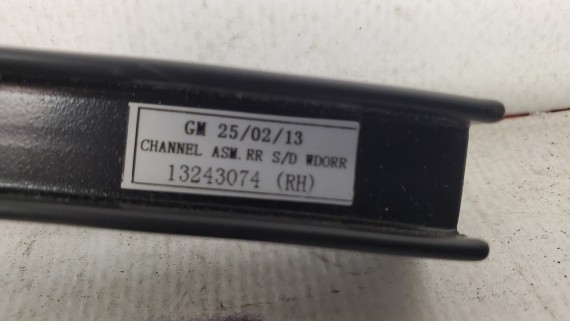 GM 25/02/13
CHANNEL ASM.RR S/D WDORR
13243074 (RH)